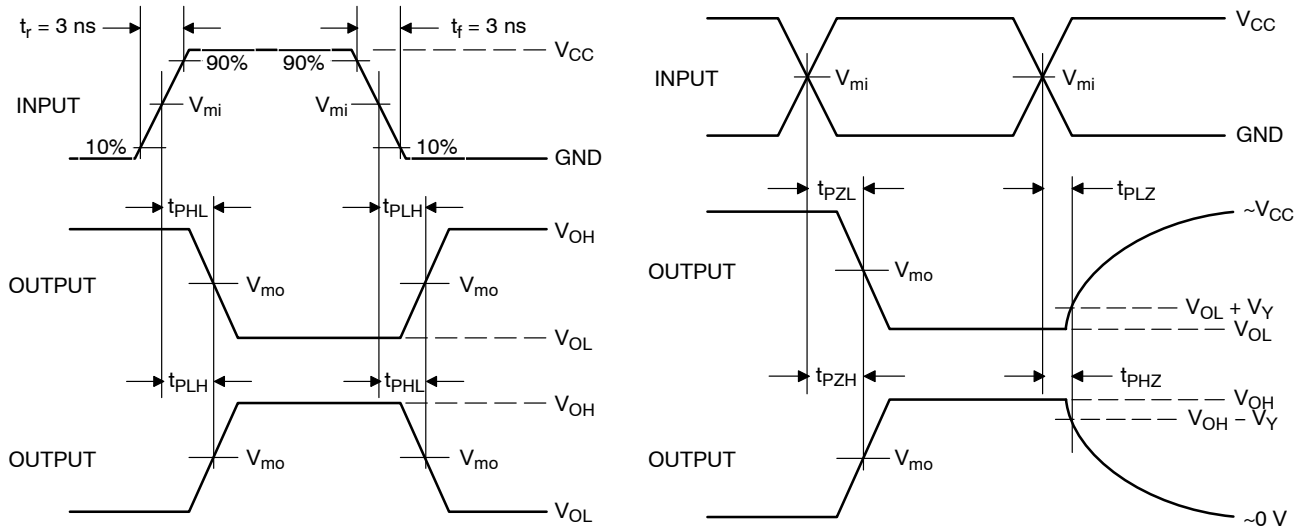 t_r = 3 ns
t_f = 3 ns
V_CC
90%
90%
INPUT
V_mi
V_mi
10%
10%
GND
t_PHL
t_PLH
V_OH
OUTPUT
V_mo
V_mo
V_OL
t_PLH
t_PHL
V_OH
OUTPUT
V_mo
V_mo
V_OL
V_CC
INPUT
V_mi
V_mi
GND
t_PZL
t_PLZ
~V_CC
OUTPUT
V_mo
V_OL + V_Y
V_OL
t_PZH
t_PHZ
V_OH
V_OH – V_Y
OUTPUT
V_mo
~0 V